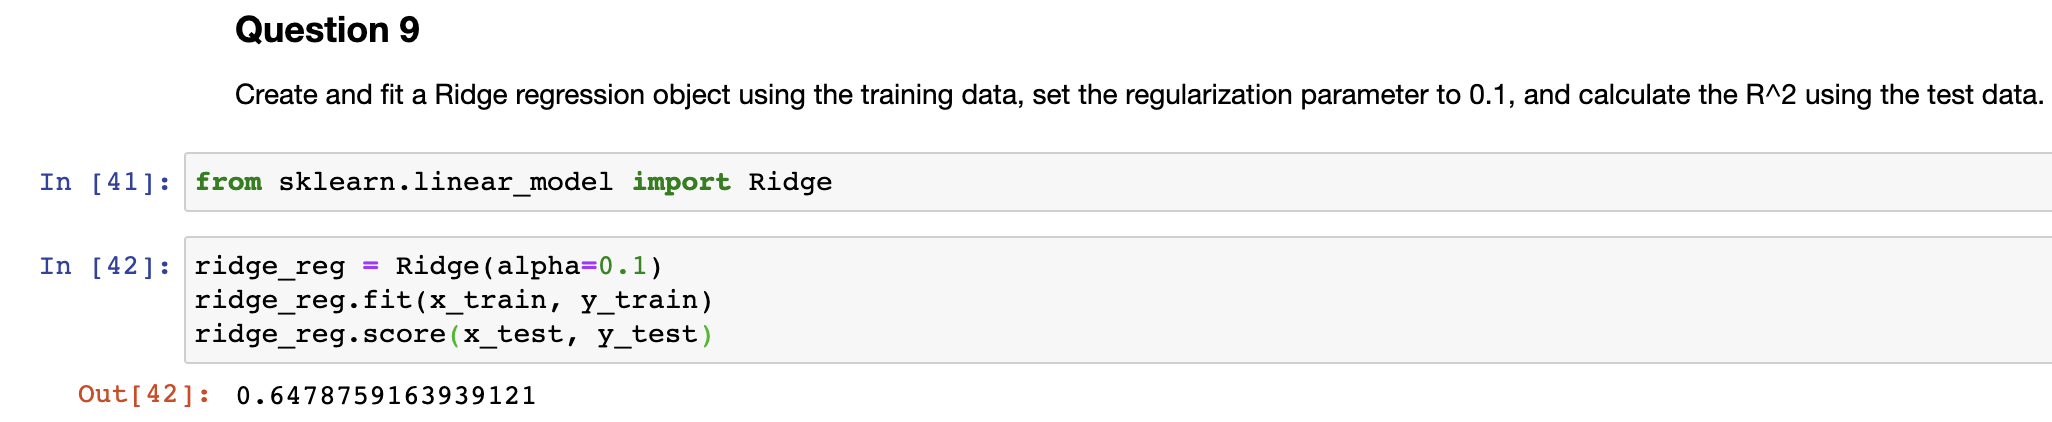 Question 9
Create and fit a Ridge regression object using the training data, set the regularization parameter to 0.1, and calculate the R^2 using the test data.
In [41]: from sklearn.linear_model import Ridge
In [42]: ridge_reg = Ridge(alpha=0.1)
ridge_reg.fit(x_train, y_train)
ridge_reg.score(x_test, y_test)
Out[42]: 0.6478759163939121